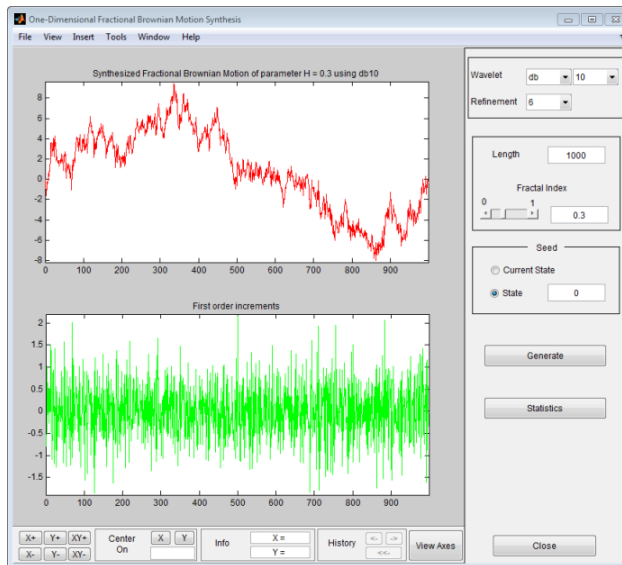 One-Dimensional Fractional Brownian Motion Synthesis
File View Insert Tools Window Help
Synthesized Fractional Brownian Motion of parameter H = 0.3 using db10
8
6
4
2
0
-2
-4
-6
-8
0 100 200 300 400 500 600 700 800 900
First order increments
2
1.5
1
0.5
0
-0.5
-1
-1.5
0 100 200 300 400 500 600 700 800 900
Wavelet db 10
Refinement 6
Length 1000
Fractal Index
0 1
0.3
Seed
Current State
State 0
Generate
Statistics
X+ Y+ XY+
X- Y- XY-
Center On
X Y
Info
X =
Y =
History
<- ->
<<-
View Axes
Close